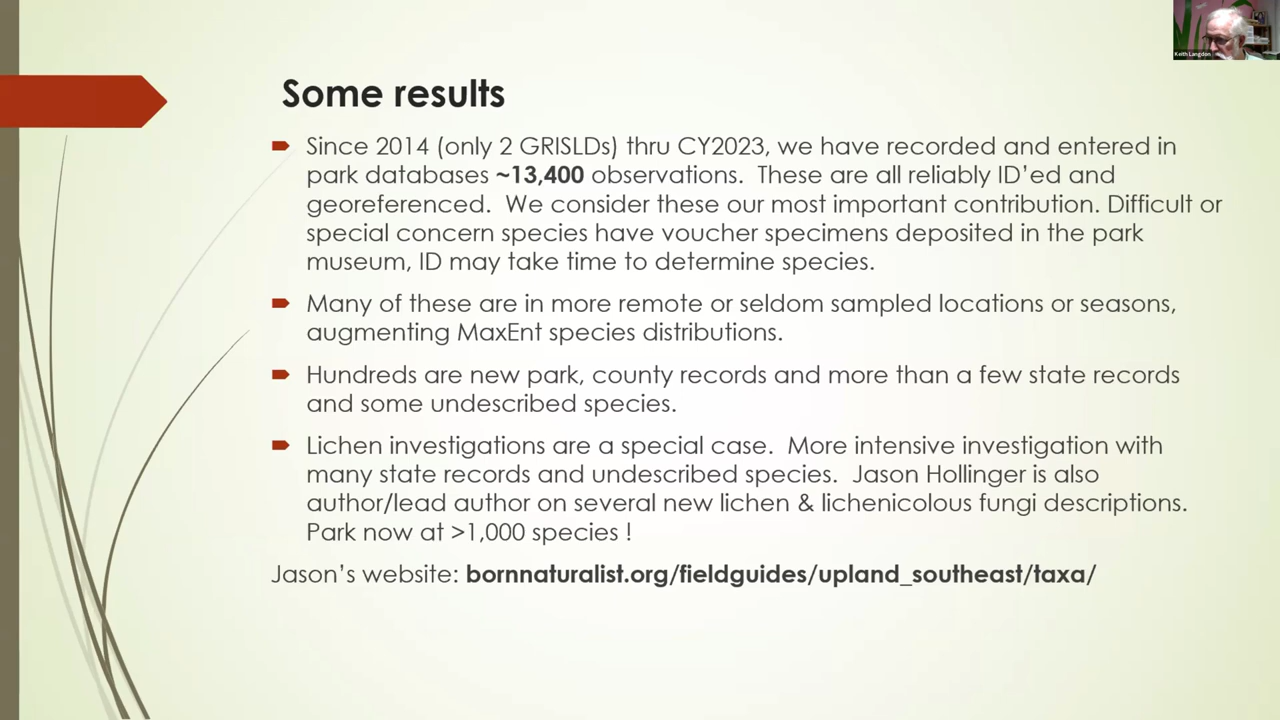 Keith Langdon
Some results
Since 2014 (only 2 GRISLDs) thru CY2023, we have recorded and entered in
park databases ~13,400 observations.  These are all reliably ID’ed and
georeferenced.  We consider these our most important contribution. Difficult or
special concern species have voucher specimens deposited in the park
museum, ID may take time to determine species.
Many of these are in more remote or seldom sampled locations or seasons,
augmenting MaxEnt species distributions.
Hundreds are new park, county records and more than a few state records
and some undescribed species.
Lichen investigations are a special case.  More intensive investigation with
many state records and undescribed species.  Jason Hollinger is also
author/lead author on several new lichen & lichenicolous fungi descriptions.
Park now at >1,000 species !
Jason’s website: bornnaturalist.org/fieldguides/upland_southeast/taxa/